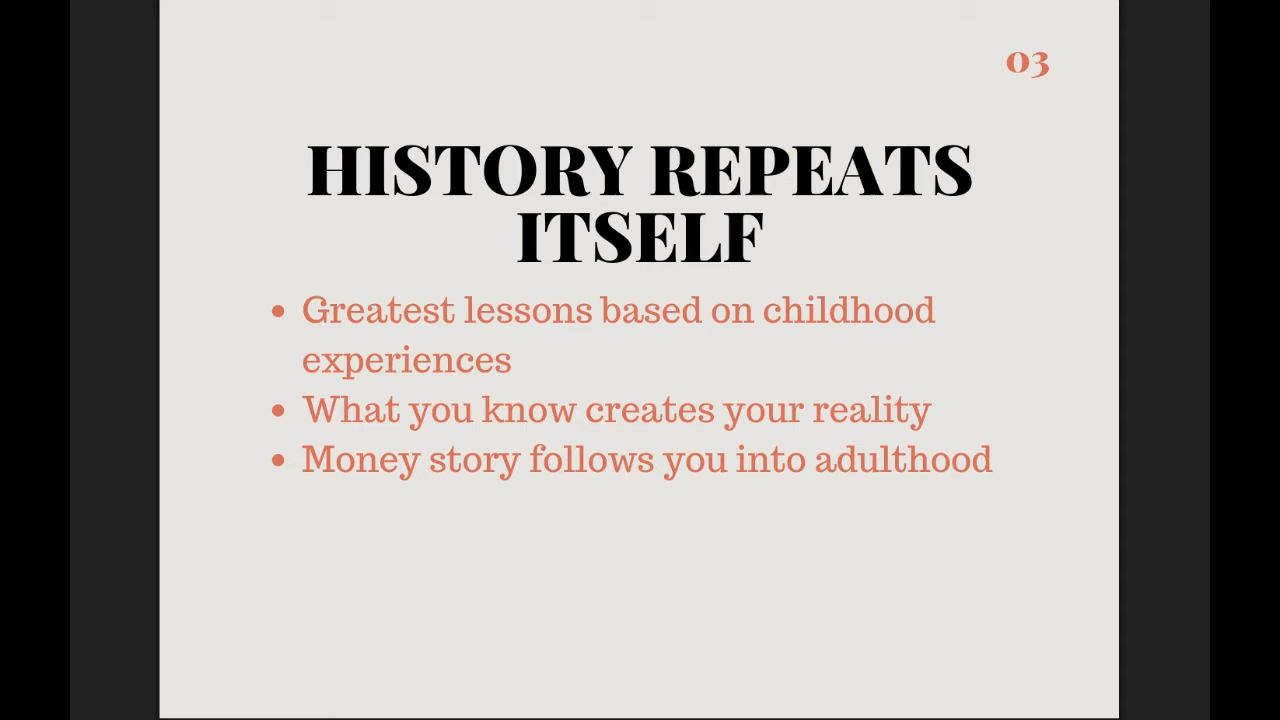 03
HISTORY REPEATS
ITSELF
• Greatest lessons based on childhood
experiences
• What you know creates your reality
• Money story follows you into adulthood